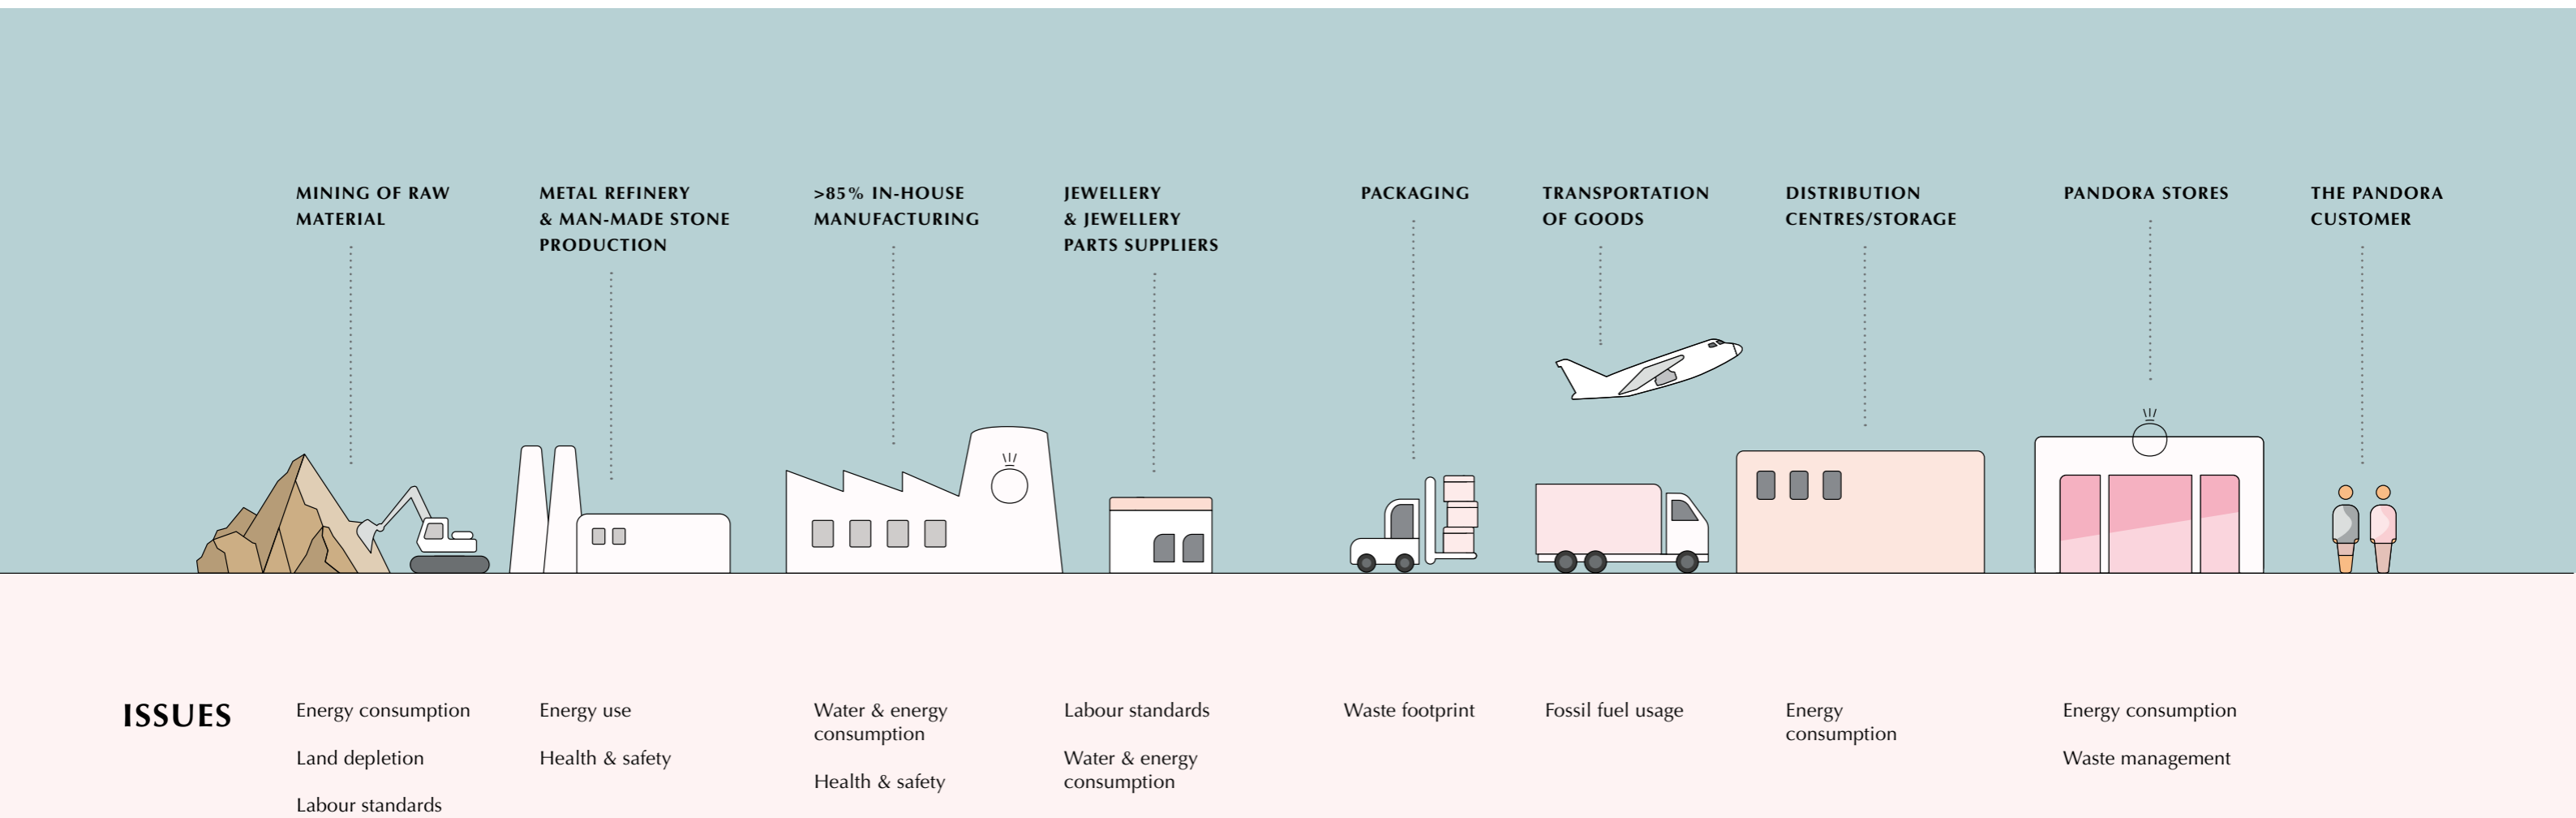 MINING OF RAW
MATERIAL
METAL REFINERY
& MAN-MADE STONE
PRODUCTION
>85% IN-HOUSE
MANUFACTURING
JEWELLERY
& JEWELLERY
PARTS SUPPLIERS
PACKAGING
TRANSPORTATION
OF GOODS
DISTRIBUTION
CENTRES/STORAGE
PANDORA STORES
THE PANDORA
CUSTOMER
ISSUES
Energy consumption
Land depletion
Labour standards
Energy use
Health & safety
Water & energy
consumption
Health & safety
Labour standards
Water & energy
consumption
Waste footprint
Fossil fuel usage
Energy
consumption
Energy consumption
Waste management